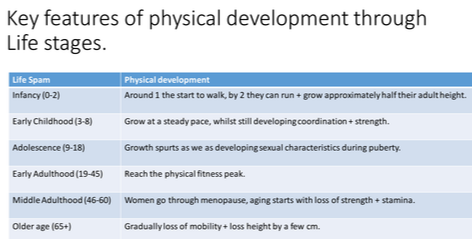 Key features of physical development through
Life stages.
Life Spam Physical development
Infancy (0-2) Around 1 the start to walk, by 2 they can run + grow approximately half their adult height.
Early Childhood (3-8) Grow at a steady pace, whilst still developing coordination + strength.
Adolescence (9-18) Growth spurts as we as developing sexual characteristics during puberty.
Early Adulthood (19-45) Reach the physical fitness peak.
Middle Adulthood (46-60) Women go through menopause, aging starts with loss of strength + stamina.
Older age (65+) Gradually loss of mobility + loss height by a few cm.